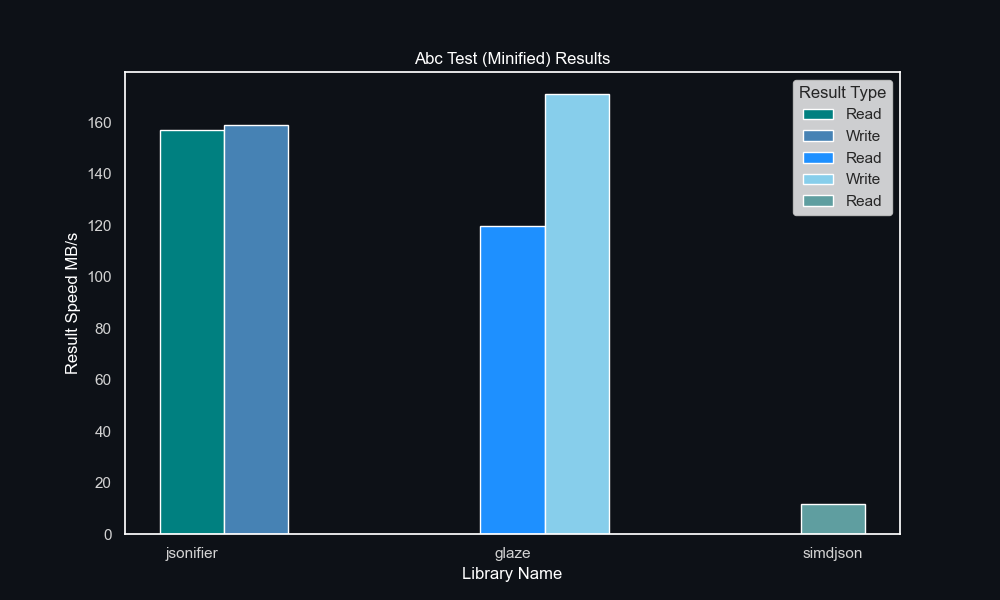 Abc Test (Minified) Results
Result Type
Read
Write
Read
Write
Read
160
140
120
100
80
60
40
20
0
Result Speed MB/s
jsonifier
glaze
simdjson
Library Name